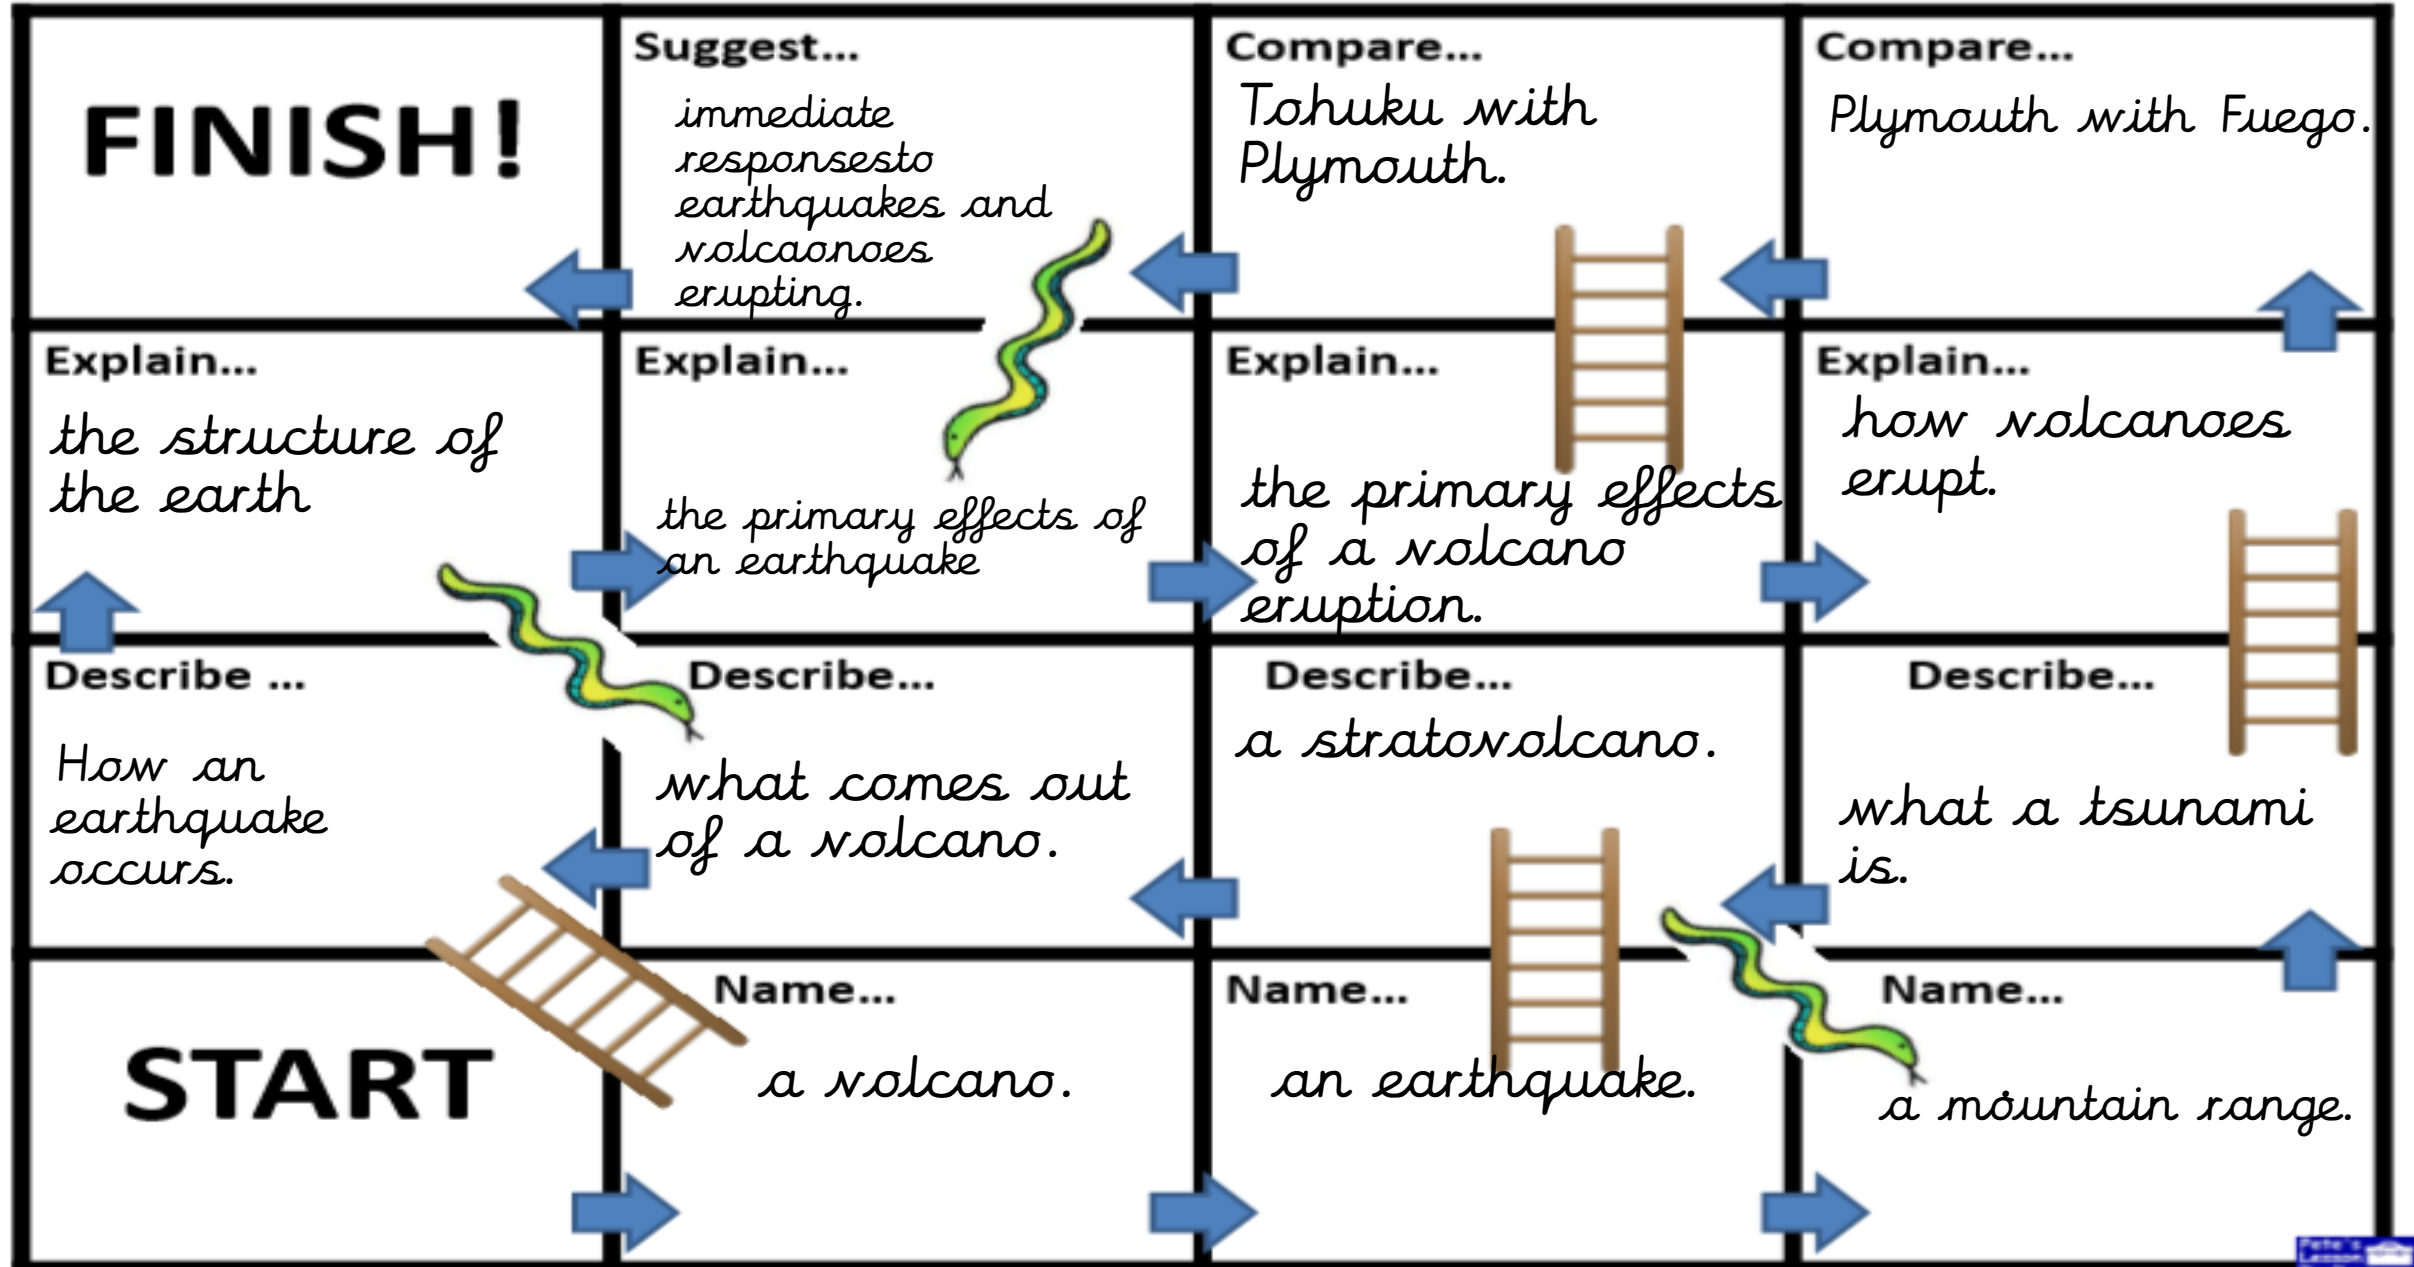 FINISH!
Suggest...
immediate
responsesto
earthquakes and
volcaonoes
erupting.
Compare...
Tohuku with
Plymouth.
Compare...
Plymouth with Fuego.
Explain...
the structure of
the earth
Explain...
the primary effects of
an earthquake
Explain...
the primary effects
of a volcano
eruption.
Explain...
how volcanoes
erupt.
Describe ...
How an
earthquake
occurs.
Describe...
what comes out
of a volcano.
Describe...
a stratovolcano.
Describe...
what a tsunami
is.
START
Name...
a volcano.
Name...
an earthquake.
Name...
a mountain range.
Pete's
Lesson